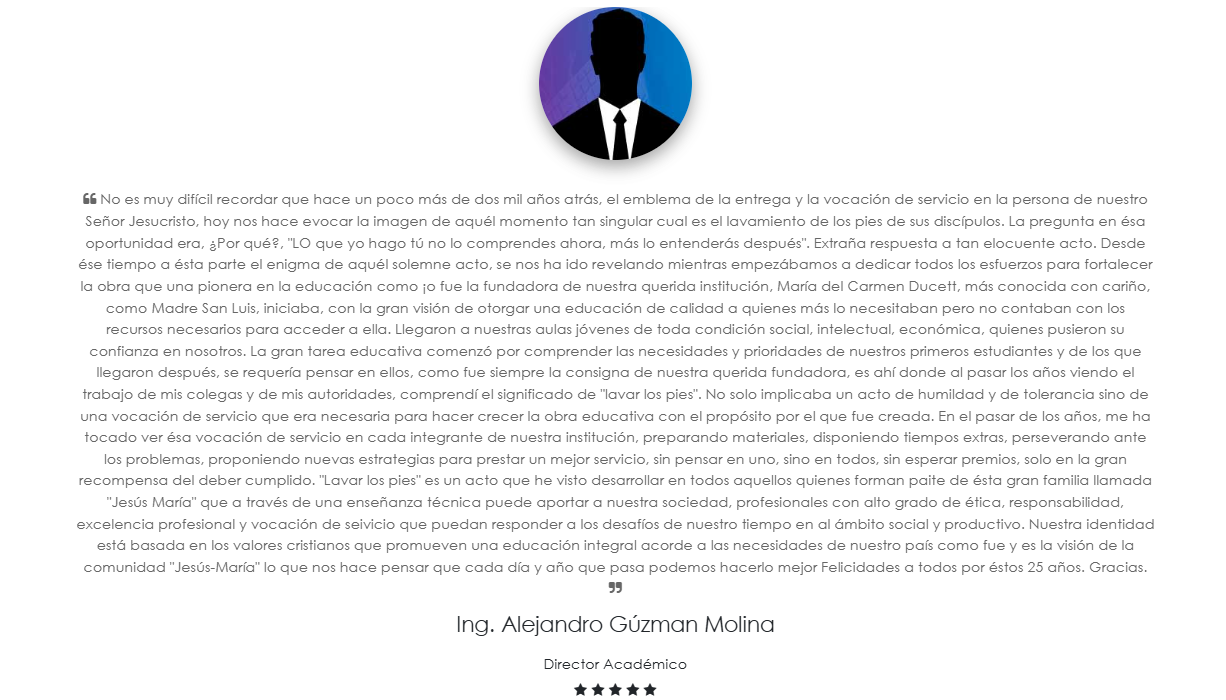 No es muy difícil recordar que hace un poco más de dos mil años atrás, el emblema de la entrega y la vocación de servicio en la persona de nuestro
Señor Jesucristo, hoy nos hace evocar la imagen de aquél momento tan singular cual es el lavamiento de los pies de sus discípulos. La pregunta en ésa
oportunidad era, ¿Por qué?, "LO que yo hago tú no lo comprendes ahora, más lo entenderás después". Extraña respuesta a tan elocuente acto. Desde
ése tiempo a ésta parte el enigma de aquél solemne acto, se nos ha ido revelando mientras empezábamos a dedicar todos los esfuerzos para fortalecer
la obra que una pionera en la educación como ¡o fue la fundadora de nuestra querida institución, María del Carmen Ducett, más conocida con cariño,
como Madre San Luis, iniciaba, con la gran visión de otorgar una educación de calidad a quienes más lo necesitaban pero no contaban con los
recursos necesarios para acceder a ella. Llegaron a nuestras aulas jóvenes de toda condición social, intelectual, económica, quienes pusieron su
confianza en nosotros. La gran tarea educativa comenzó por comprender las necesidades y prioridades de nuestros primeros estudiantes y de los que
llegaron después, se requería pensar en ellos, como fue siempre la consigna de nuestra querida fundadora, es ahí donde al pasar los años viendo el
trabajo de mis colegas y de mis autoridades, comprendí el significado de "lavar los pies". No solo implicaba un acto de humildad y de tolerancia sino de
una vocación de servicio que era necesaria para hacer crecer la obra educativa con el propósito por el que fue creada. En el pasar de los años, me ha
tocado ver ésa vocación de servicio en cada integrante de nuestra institución, preparando materiales, disponiendo tiempos extras, perseverando ante
los problemas, proponiendo nuevas estrategias para prestar un mejor servicio, sin pensar en uno, sino en todos, sin esperar premios, solo en la gran
recompensa del deber cumplido. "Lavar los pies" es un acto que he visto desarrollar en todos aquellos quienes forman paite de ésta gran familia llamada
"Jesús María" que a través de una enseñanza técnica puede aportar a nuestra sociedad, profesionales con alto grado de ética, responsabilidad,
excelencia profesional y vocación de seivicio que puedan responder a los desafíos de nuestro tiempo en al ámbito social y productivo. Nuestra identidad
está basada en los valores cristianos que promueven una educación integral acorde a las necesidades de nuestro país como fue y es la visión de la
comunidad "Jesús-María" lo que nos hace pensar que cada día y año que pasa podemos hacerlo mejor Felicidades a todos por éstos 25 años. Gracias.
Ing. Alejandro Gúzman Molina
Director Académico